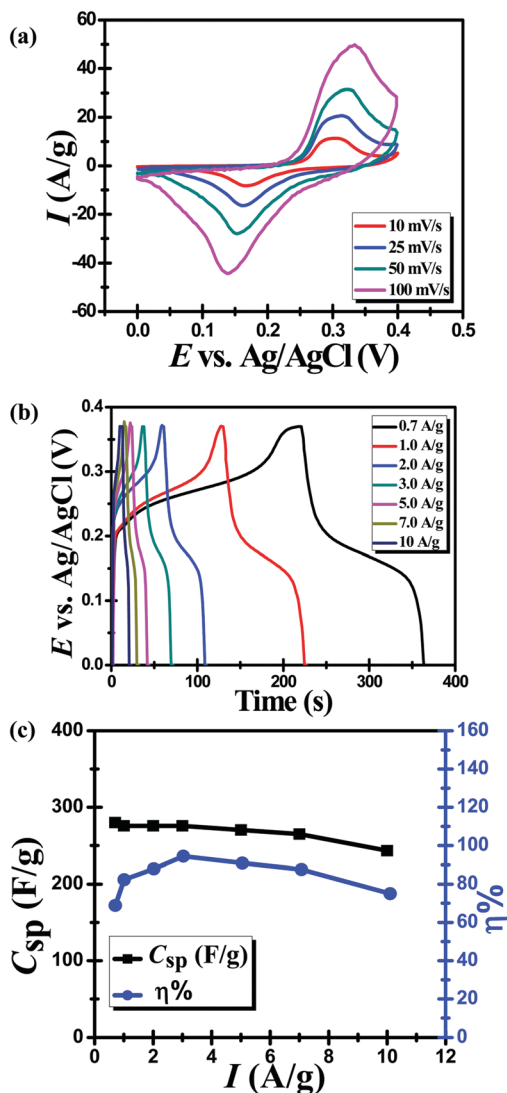 (a)
60
40
20
0
-20
-40
-60
I (A/g)
10 mV/s
25 mV/s
50 mV/s
100 mV/s
0.0 0.1 0.2 0.3 0.4 0.5
E vs. Ag/AgCl (V)
(b)
0.4
0.3
0.2
0.1
0.0
E vs. Ag/AgCl (V)
0.7 A/g
1.0 A/g
2.0 A/g
3.0 A/g
5.0 A/g
7.0 A/g
10 A/g
0 100 200 300 400
Time (s)
(c)
400
300
200
100
0
Csp (F/g)
Csp (F/g)
η%
160
140
120
100
80
60
40
20
0
η%
0 2 4 6 8 10 12
I (A/g)